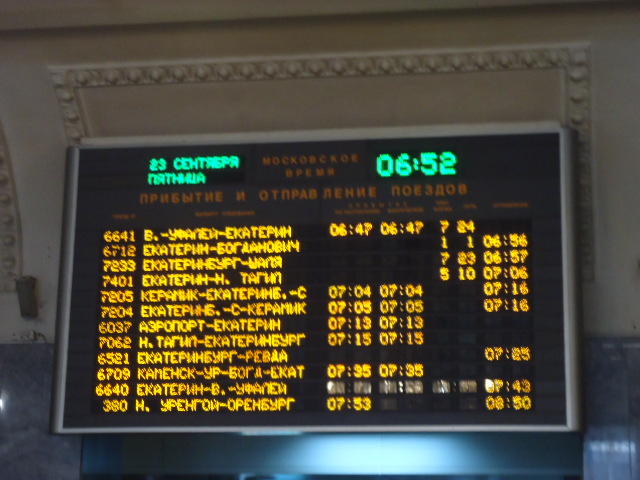 23 СЕНТЯБРЯ
ПЯТНИЦА
МОСКОВСКОЕ
ВРЕМЯ
06:52
ПРИБЫТИЕ И ОТПРАВЛЕНИЕ ПОЕЗДОВ
6641 В.-УФАЛЕЙ-ЕКАТЕРИН 06:47 06:47 7 24
6712 ЕКАТЕРИН-БОГДАНОВИЧ 1 1 06:56
7233 ЕКАТЕРИНБУРГ-ШАЛЯ 7 23 06:57
7401 ЕКАТЕРИН-Н. ТАГИЛ 5 10 07:06
7205 КЕРАМИК-ЕКАТЕРИНБ.-С 07:04 07:04 07:16
7204 ЕКАТЕРИНБ.-С-КЕРАМИК 07:05 07:05 07:16
6037 АЭРОПОРТ-ЕКАТЕРИН 07:13 07:13
7062 Н.ТАГИЛ-ЕКАТЕРИНБУРГ 07:15 07:15
6521 ЕКАТЕРИНБУРГ-РЕВДА 07:25
6709 КАМЕНСК-УР-БОГД-ЕКАТ 07:35 07:35
6640 ЕКАТЕРИН-В.-УФАЛЕЙ 07:43
380 Н. УРЕНГОЙ-ОРЕНБУРГ 07:53 08:50